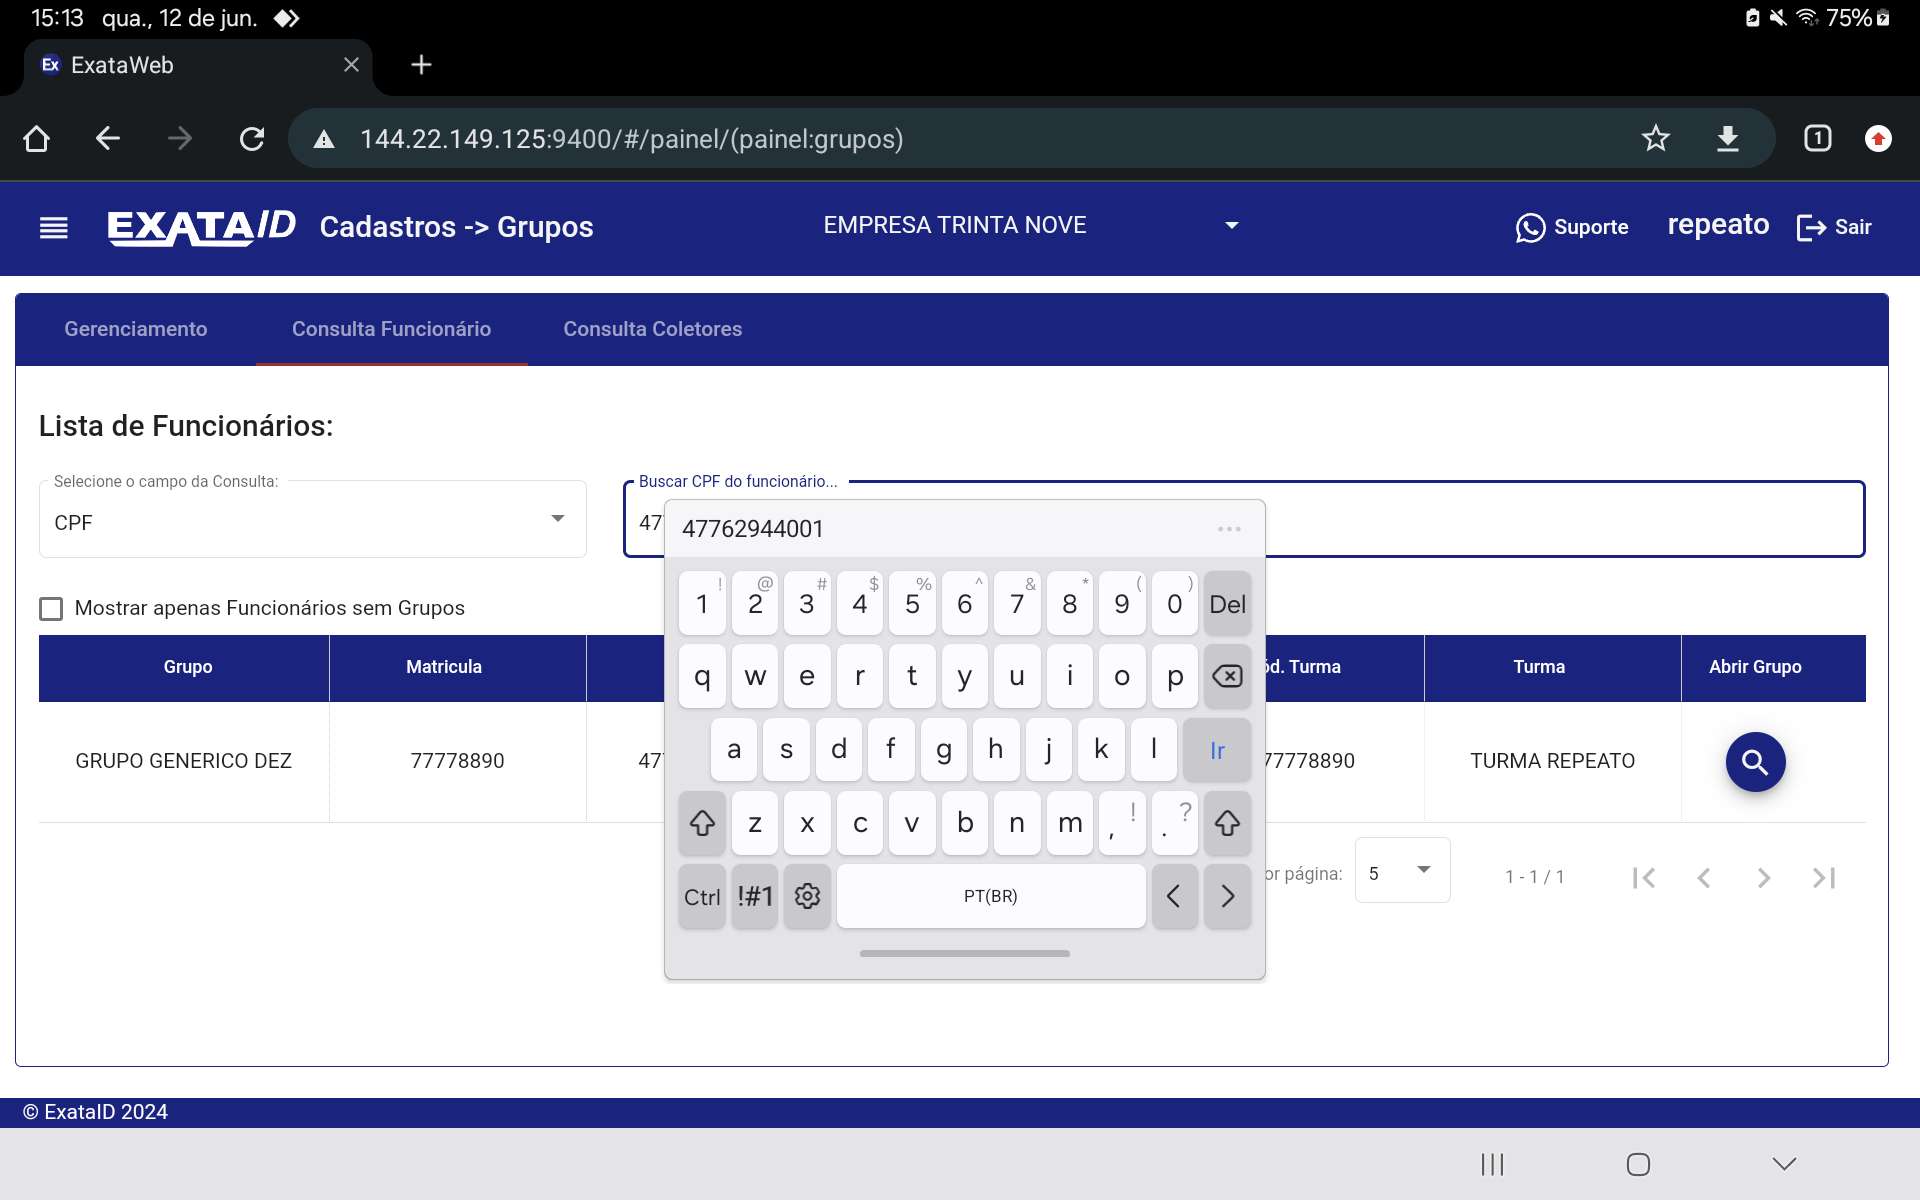 15:13 qua., 12 de jun. 75%
Ex ExataWeb
144.22.149.125:9400/#/painel/(painel:grupos) 1
EXATAID Cadastros -> Grupos EMPRESA TRINTA NOVE Suporte repeato Sair
Gerenciamento Consulta Funcionário Consulta Coletores
Lista de Funcionários:
Selecione o campo da Consulta: Buscar CPF do funcionário...
CPF 47
47762944001 ...
! @ # $ % ^ & * ( )
1 2 3 4 5 6 7 8 9 0 Del
Mostrar apenas Funcionários sem Grupos
Grupo Matricula d. Turma Turma Abrir Grupo
q w e r t y u i o p
GRUPO GENERICO DEZ 77778890 47 77778890 TURMA REPEATO
a s d f g h j k l Ir
z x c v b n m , ! . ?
or página: 5 1 - 1 / 1
Ctrl !#1 PT(BR) < >
© ExataID 2024